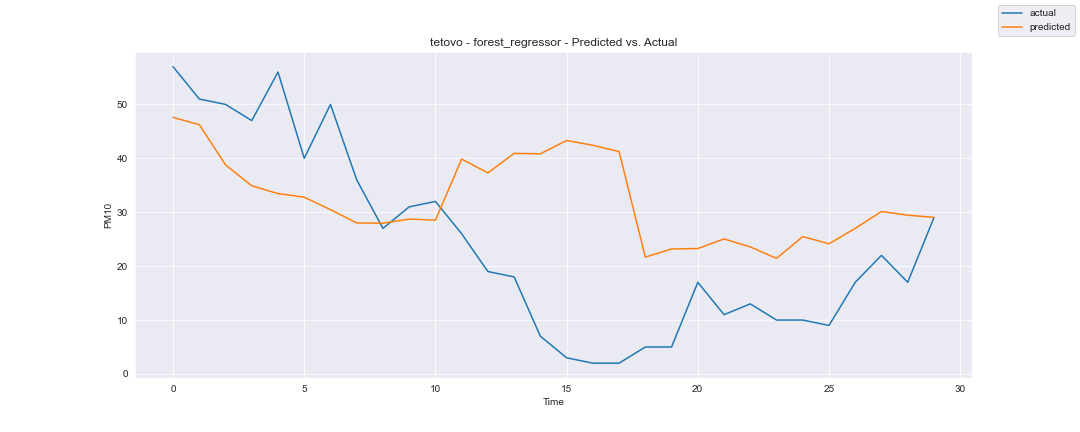 actual
predicted
tetovo - forest_regressor - Predicted vs. Actual
PM10
50
40
30
20
10
0
0 5 10 15 20 25 30
Time